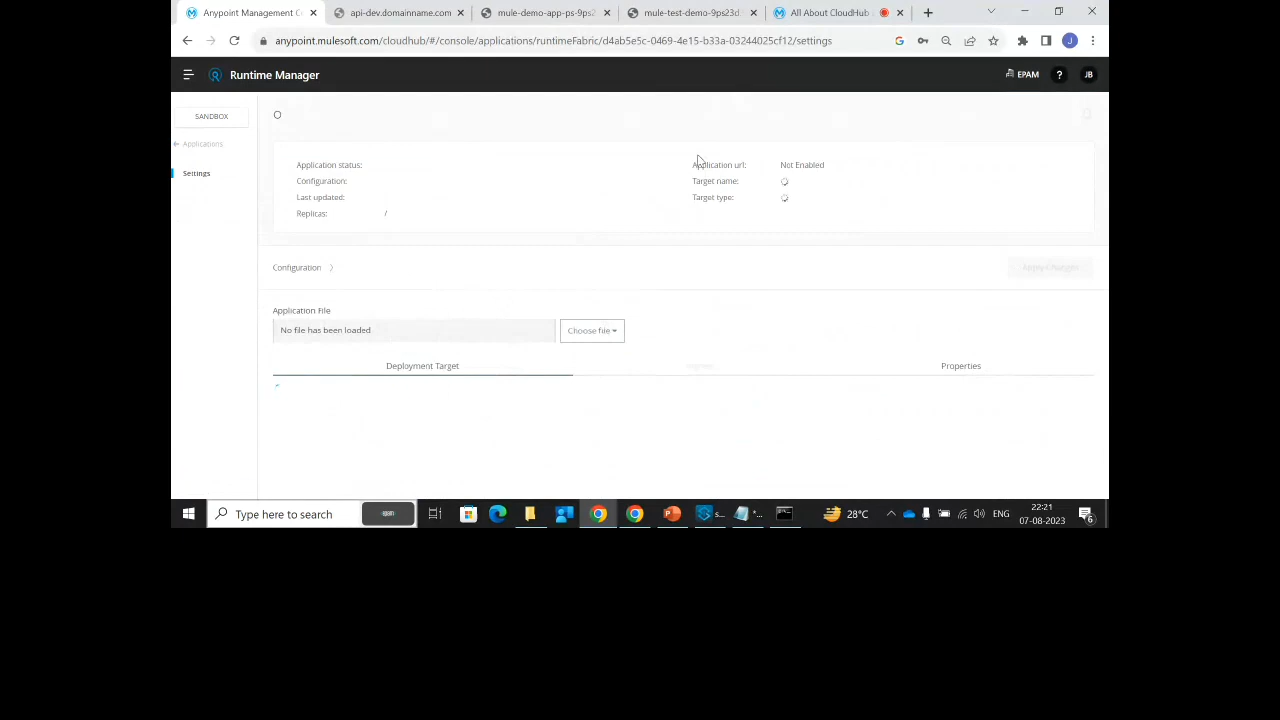 Anypoint Management C
api-dev.domainname.com
mule-demo-app-ps-9ps2
mule-test-demo-9ps23d
All About CloudHub
anypoint.mulesoft.com/cloudhub/#/console/applications/runtimeFabric/d4ab5e5c-0469-4e15-b33a-03244025cf12/settings
J
Runtime Manager
EPAM
?
JB
SANDBOX
Applications
Settings
Application status:
Configuration:
Last updated:
Replicas: /
Application url: Not Enabled
Target name:
Target type:
Configuration
Apply Changes
Application File
No file has been loaded
Choose file
Deployment Target
Ingress
Properties
Type here to search
28°C
ENG
22:21
07-08-2023
6